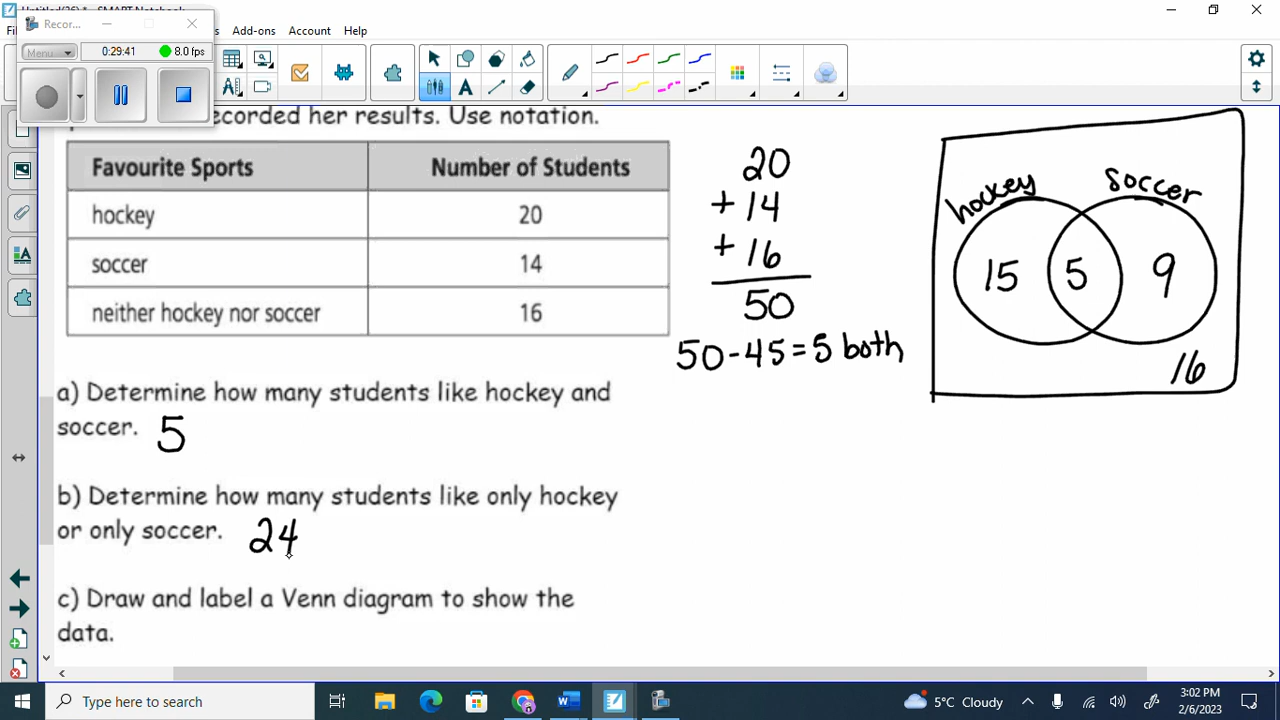 Recor...
Menu
0:29:41
8.0 fps
Add-ons Account Help
recorded her results. Use notation.
Favourite Sports Number of Students
hockey 20
soccer 14
neither hockey nor soccer 16
20
+ 14
+ 16
50
50-45=5 both
hockey
soccer
15 5 9
16
a) Determine how many students like hockey and
soccer. 5
b) Determine how many students like only hockey
or only soccer. 24
c) Draw and label a Venn diagram to show the
data.
Type here to search
5°C Cloudy
3:02 PM
2/6/2023